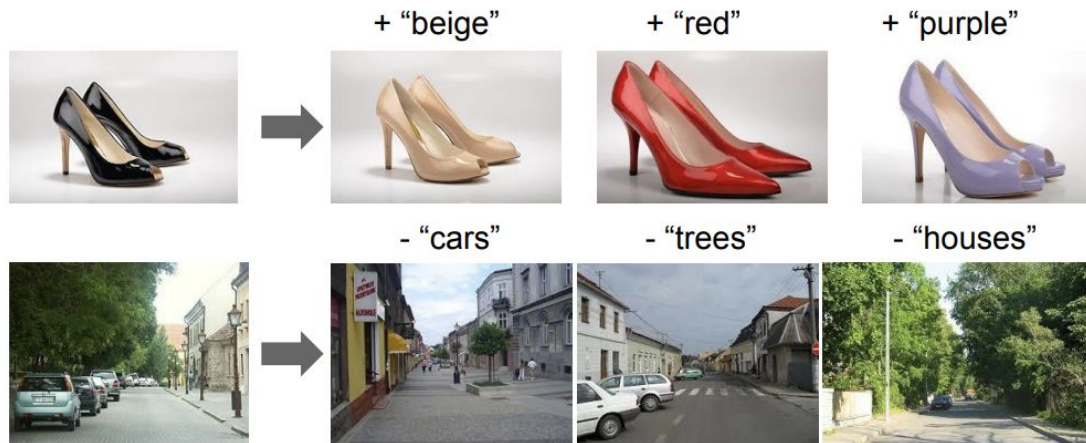 + “beige”
+ “red”
+ “purple”
- “cars”
- “trees”
- “houses”